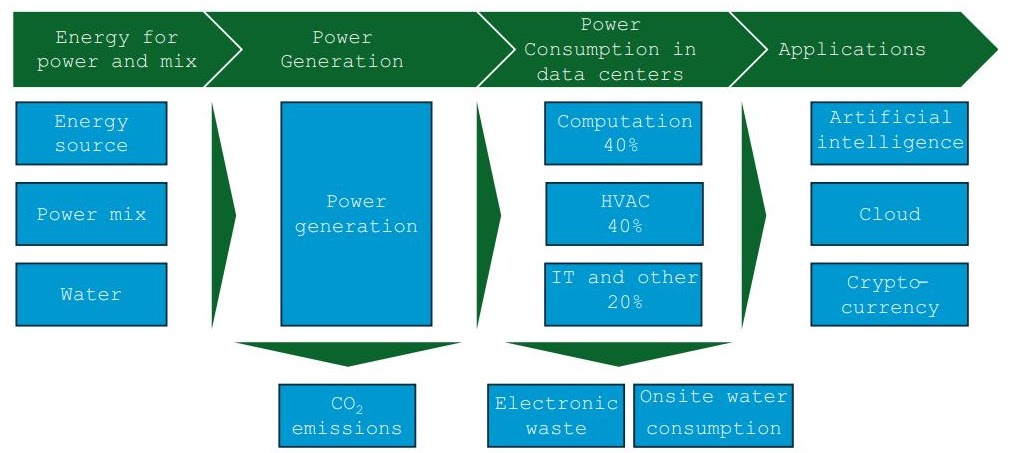 Energy for
power and mix
Power
Generation
Power
Consumption in
data centers
Applications
Energy
source
Power mix
Water
Power
generation
Computation
40%
HVAC
40%
IT and other
20%
Artificial
intelligence
Cloud
Crypto-
currency
CO₂
emissions
Electronic
waste
Onsite water
consumption